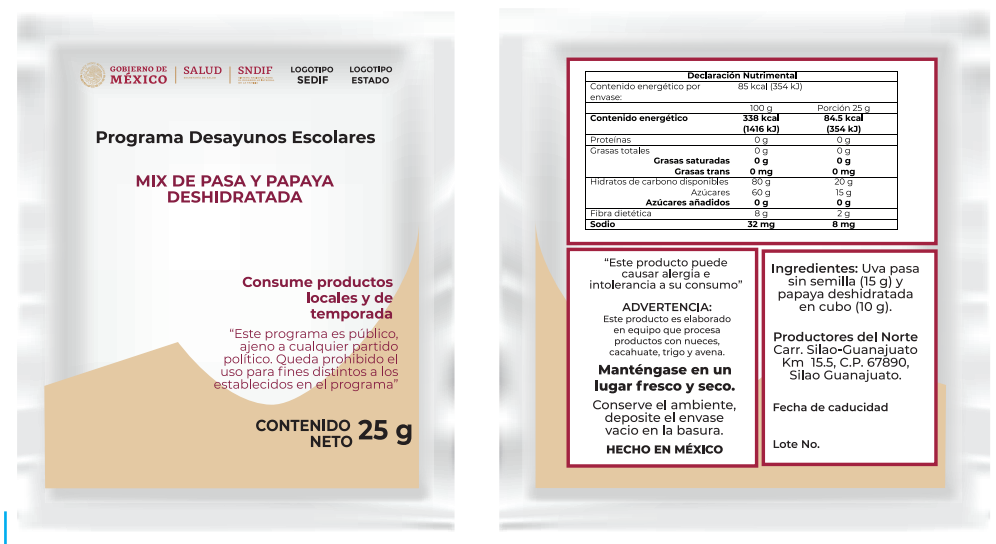 GOBIERNO DE
MÉXICO
SALUD
SNDIF
LOGOTIPO
SEDIF
LOGOTIPO
ESTADO
Programa Desayunos Escolares
MIX DE PASA Y PAPAYA
DESHIDRATADA
Consume productos
locales y de
temporada
“Este programa es público,
ajeno a cualquier partido
político. Queda prohibido el
uso para fines distintos a los
establecidos en el programa”
CONTENIDO
NETO 25 g
Declaración Nutrimental
Contenido energético por envase: 85 kcal (354 kJ)
100 g Porción 25 g
Contenido energético 338 kcal 84.5 kcal
(1416 kJ) (354 kJ)
Proteínas 0 g 0 g
Grasas totales 0 g 0 g
Grasas saturadas 0 g 0 g
Grasas trans 0 mg 0 mg
Hidratos de carbono disponibles 80 g 20 g
Azúcares 60 g 15 g
Azúcares añadidos 0 g 0 g
Fibra dietética 8 g 2 g
Sodio 32 mg 8 mg
“Este producto puede
causar alergia e
intolerancia a su consumo”
ADVERTENCIA:
Este producto es elaborado
en equipo que procesa
productos con nueces,
cacahuate, trigo y avena.
Manténgase en un
lugar fresco y seco.
Conserve el ambiente,
deposite el envase
vacio en la basura.
HECHO EN MÉXICO
Ingredientes: Uva pasa
sin semilla (15 g) y
papaya deshidratada
en cubo (10 g).
Productores del Norte
Carr. Silao-Guanajuato
Km 15.5, C.P. 67890,
Silao Guanajuato.
Fecha de caducidad
Lote No.